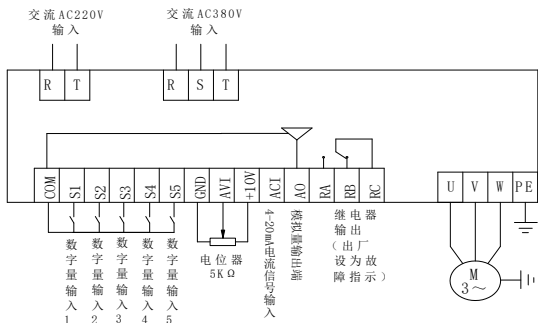 交流AC220V
输入
交流AC380V
输入
R
T
R
S
T
COM
S1
S2
S3
S4
S5
GND
AVI
+10V
ACI
AO
RA
RB
RC
U
V
W
PE
数字量输入1
数字量输入2
数字量输入3
数字量输入4
数字量输入5
电位器
5KΩ
4-20mA电流信号输入
模拟量输出端
继电器
输出
（出厂
设为故
障指示）
M
3～